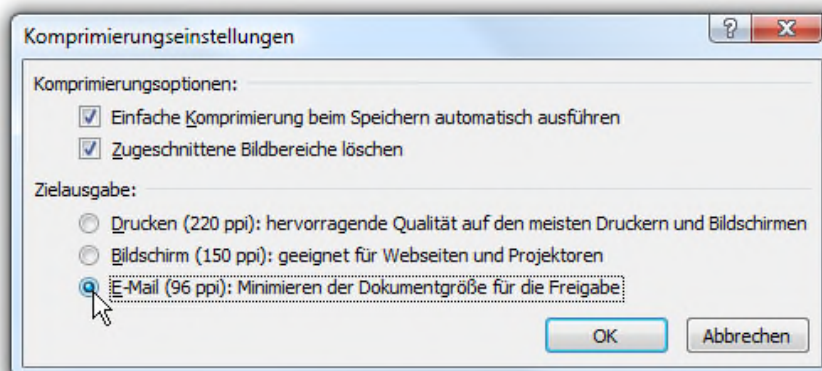 Komprimierungseinstellungen
Komprimierungsoptionen:
Einfache Komprimierung beim Speichern automatisch ausführen
Zugeschnittene Bildbereiche löschen
Zielausgabe:
Drucken (220 ppi): hervorragende Qualität auf den meisten Druckern und Bildschirmen
Bildschirm (150 ppi): geeignet für Webseiten und Projektoren
E-Mail (96 ppi): Minimieren der Dokumentgröße für die Freigabe
OK Abbrechen